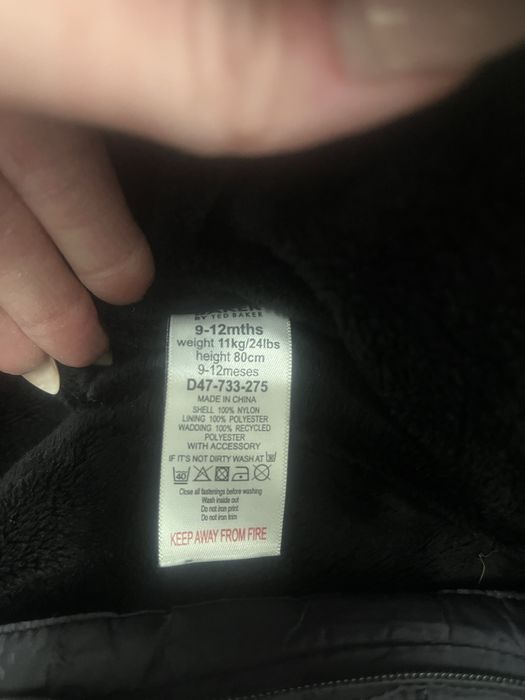 BY TED BAKER
9-12mths
weight 11kg/24lbs
height 80cm
9-12meses
D47-733-275
MADE IN CHINA
SHELL 100% NYLON
LINING 100% POLYESTER
WADDING 100% RECYCLED
POLYESTER
WITH ACCESSORY
IF IT'S NOT DIRTY WASH AT 30
40
Close all fastenings before washing
Wash inside out
Do not iron print
Do not iron trim
KEEP AWAY FROM FIRE